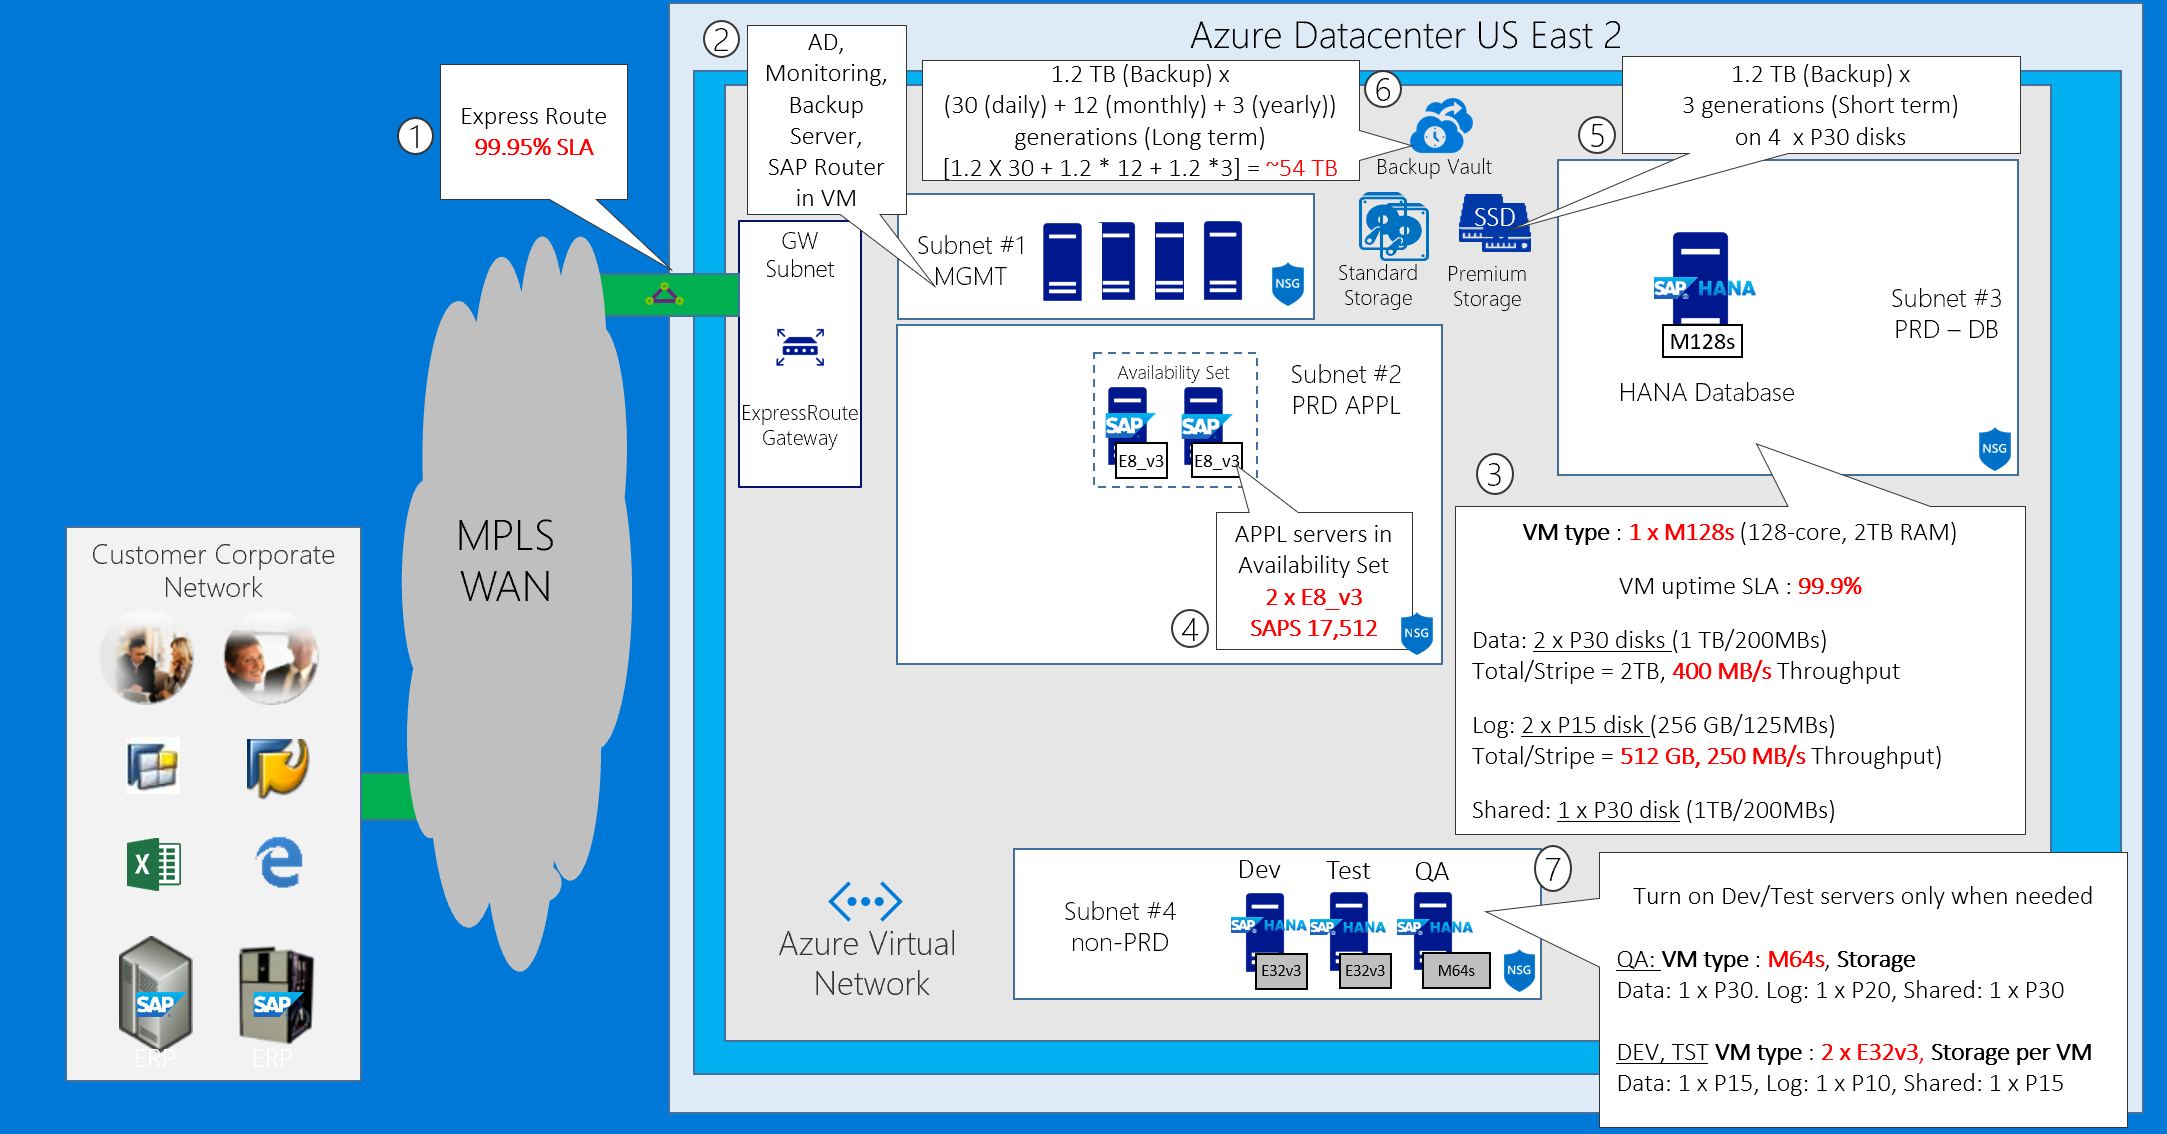 Azure Datacenter US East 2
1
Express Route
99.95% SLA
2
AD,
Monitoring,
Backup
Server,
SAP Router
in VM
1.2 TB (Backup) x
(30 (daily) + 12 (monthly) + 3 (yearly))
generations (Long term)
[1.2 X 30 + 1.2 * 12 + 1.2 *3] = ~54 TB
6
Backup Vault
5
1.2 TB (Backup) x
3 generations (Short term)
on 4 x P30 disks
GW
Subnet
ExpressRoute
Gateway
Subnet #1
MGMT
NSG
Standard
Storage
SSD
Premium
Storage
SAP HANA
M128s
HANA Database
Subnet #3
PRD – DB
NSG
Availability Set
SAP
E8_v3
SAP
E8_v3
Subnet #2
PRD APPL
4
APPL servers in
Availability Set
2 x E8_v3
SAPS 17,512
NSG
3
VM type : 1 x M128s (128-core, 2TB RAM)
VM uptime SLA : 99.9%
Data: 2 x P30 disks (1 TB/200MBs)
Total/Stripe = 2TB, 400 MB/s Throughput
Log: 2 x P15 disk (256 GB/125MBs)
Total/Stripe = 512 GB, 250 MB/s Throughput)
Shared: 1 x P30 disk (1TB/200MBs)
MPLS
WAN
Customer Corporate
Network
X
SAP
ERP
SAP
ERP
Azure Virtual
Network
Subnet #4
non-PRD
Dev
SAP HANA
E32v3
Test
SAP HANA
E32v3
QA
SAP HANA
M64s
NSG
7
Turn on Dev/Test servers only when needed
QA: VM type : M64s, Storage
Data: 1 x P30. Log: 1 x P20, Shared: 1 x P30
DEV, TST VM type : 2 x E32v3, Storage per VM
Data: 1 x P15, Log: 1 x P10, Shared: 1 x P15